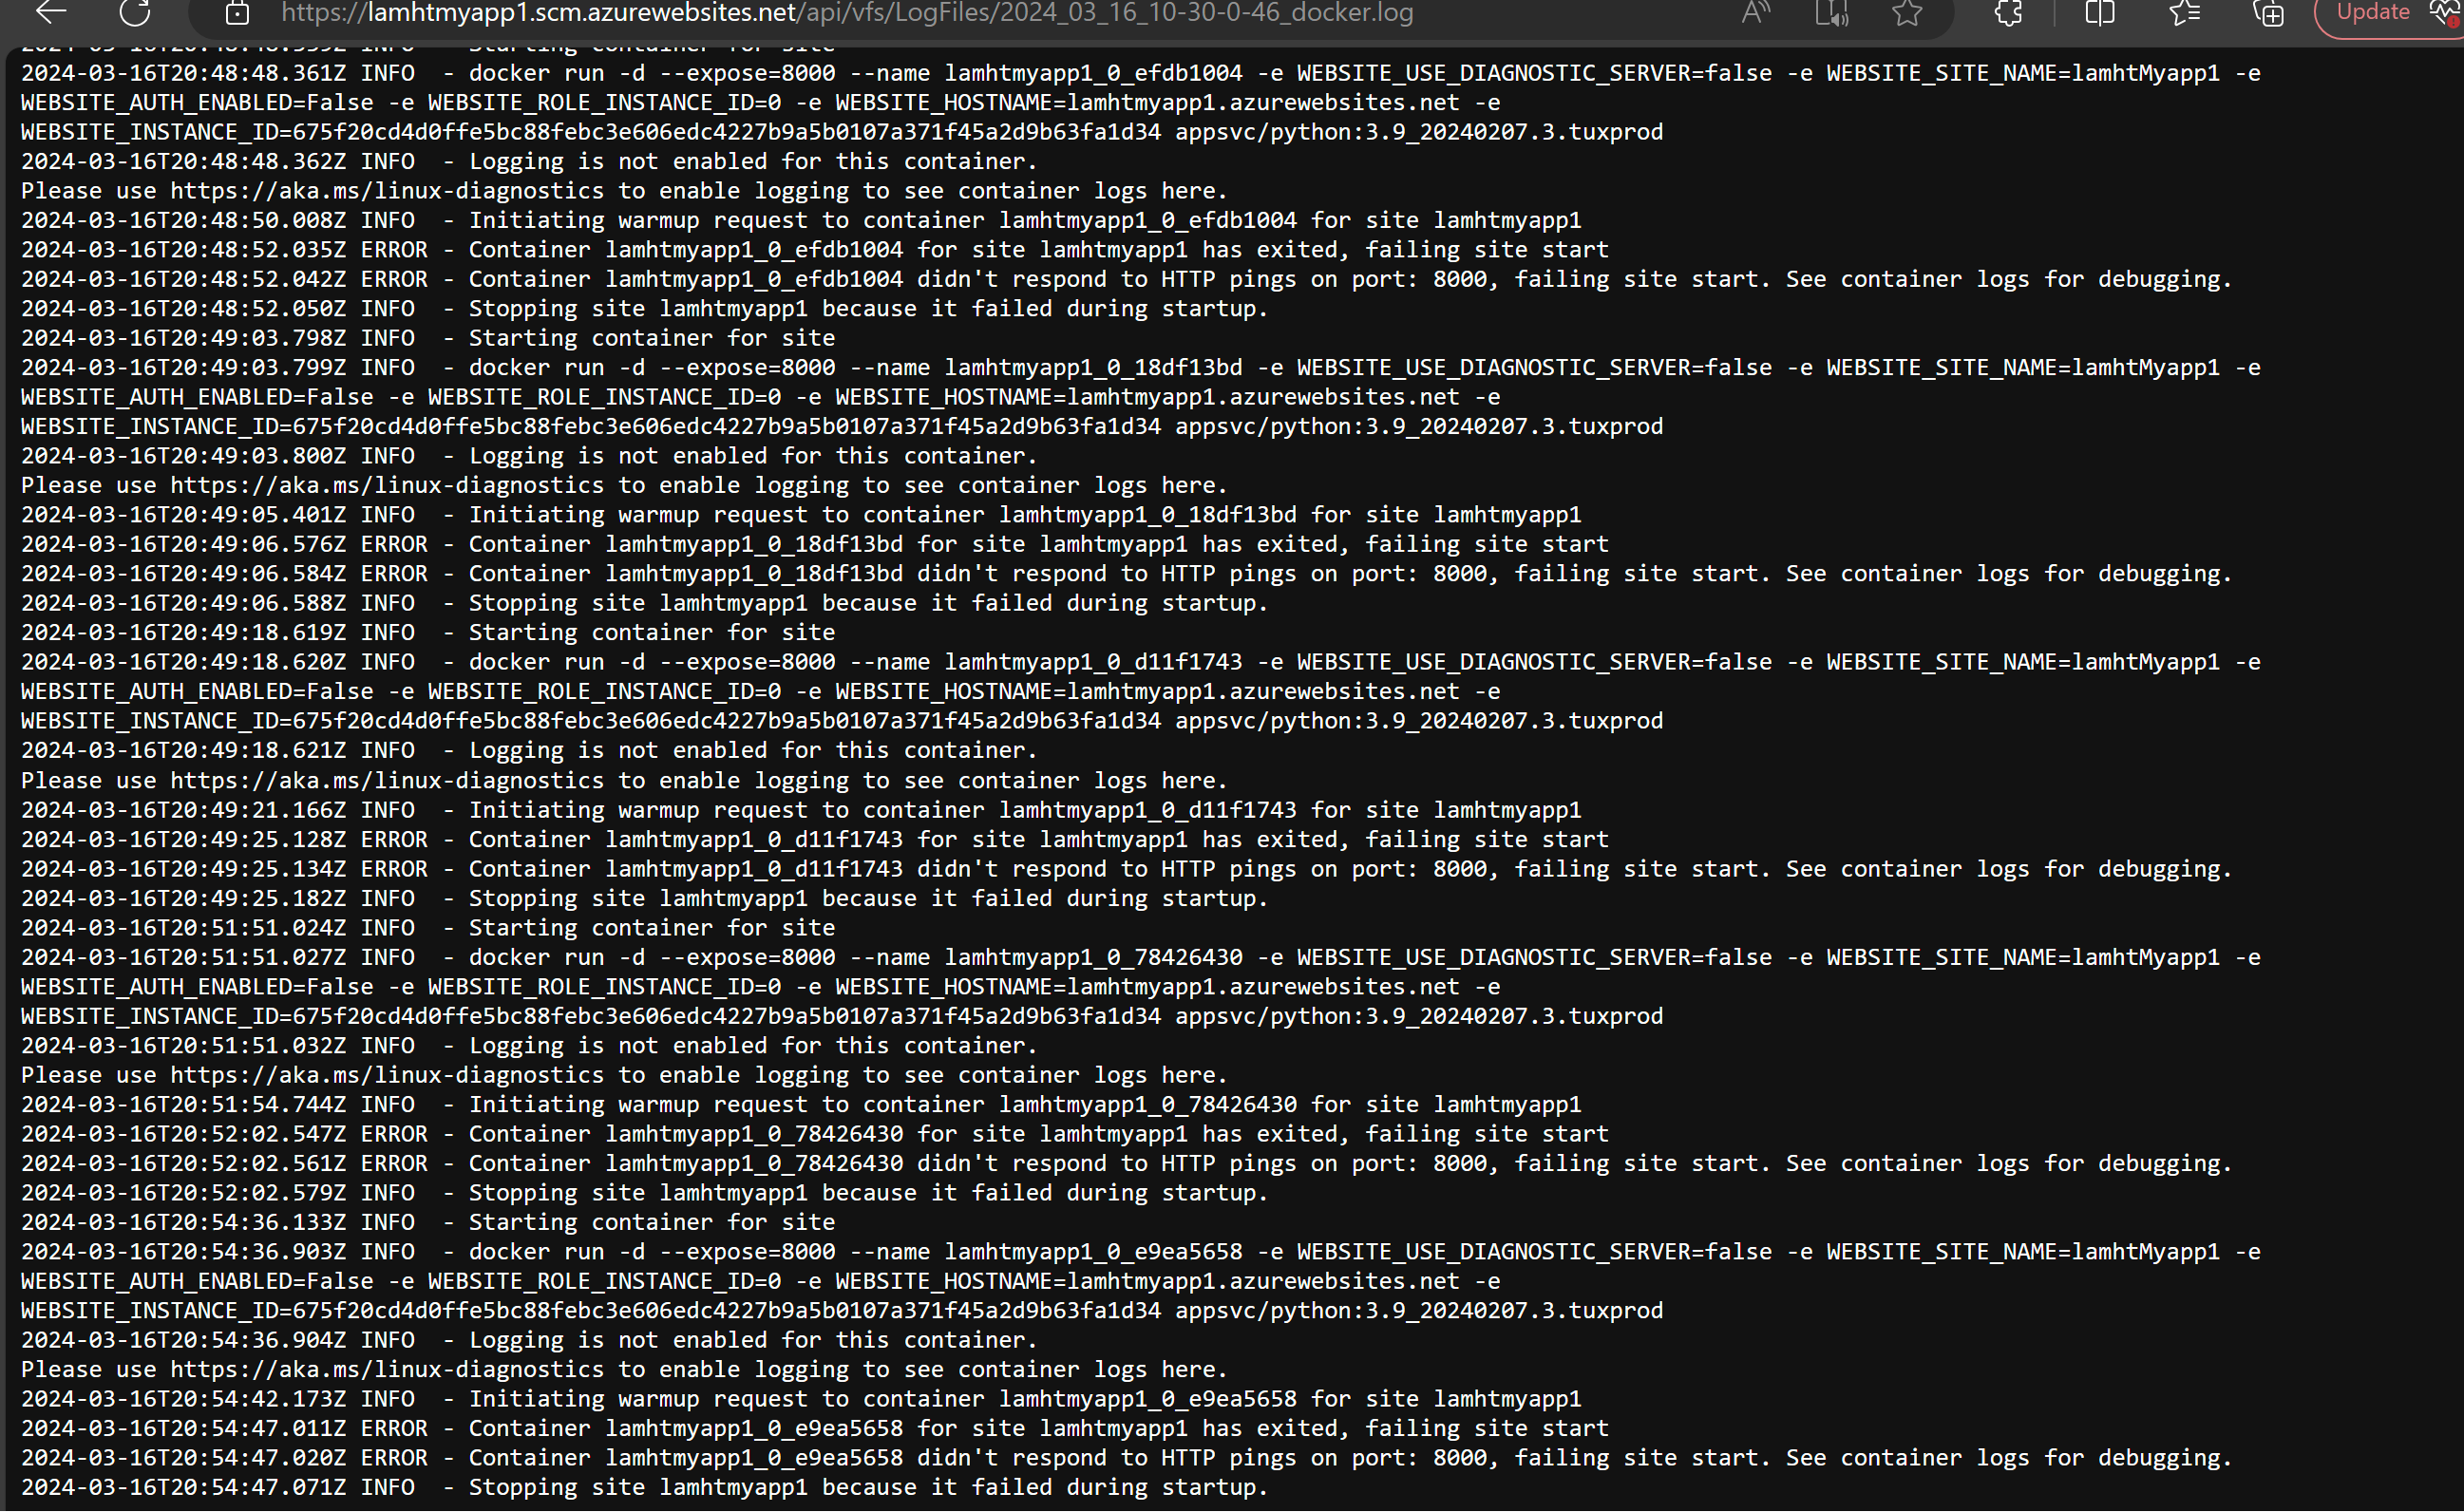 https://lamhtmyapp1.scm.azurewebsites.net/api/vfs/LogFiles/2024_03_16_10-30-0-46_docker.log
Update
Starting container for site
2024-03-16T20:48:48.361Z INFO  - docker run -d --expose=8000 --name lamhtmyapp1_0_efdb1004 -e WEBSITE_USE_DIAGNOSTIC_SERVER=false -e WEBSITE_SITE_NAME=lamhtMyapp1 -e
WEBSITE_AUTH_ENABLED=False -e WEBSITE_ROLE_INSTANCE_ID=0 -e WEBSITE_HOSTNAME=lamhtmyapp1.azurewebsites.net -e
WEBSITE_INSTANCE_ID=675f20cd4d0ffe5bc88febc3e606edc4227b9a5b0107a371f45a2d9b63fa1d34 appsvc/python:3.9_20240207.3.tuxprod
2024-03-16T20:48:48.362Z INFO  - Logging is not enabled for this container.
Please use https://aka.ms/linux-diagnostics to enable logging to see container logs here.
2024-03-16T20:48:50.008Z INFO  - Initiating warmup request to container lamhtmyapp1_0_efdb1004 for site lamhtmyapp1
2024-03-16T20:48:52.035Z ERROR - Container lamhtmyapp1_0_efdb1004 for site lamhtmyapp1 has exited, failing site start
2024-03-16T20:48:52.042Z ERROR - Container lamhtmyapp1_0_efdb1004 didn't respond to HTTP pings on port: 8000, failing site start. See container logs for debugging.
2024-03-16T20:48:52.050Z INFO  - Stopping site lamhtmyapp1 because it failed during startup.
2024-03-16T20:49:03.798Z INFO  - Starting container for site
2024-03-16T20:49:03.799Z INFO  - docker run -d --expose=8000 --name lamhtmyapp1_0_18df13bd -e WEBSITE_USE_DIAGNOSTIC_SERVER=false -e WEBSITE_SITE_NAME=lamhtMyapp1 -e
WEBSITE_AUTH_ENABLED=False -e WEBSITE_ROLE_INSTANCE_ID=0 -e WEBSITE_HOSTNAME=lamhtmyapp1.azurewebsites.net -e
WEBSITE_INSTANCE_ID=675f20cd4d0ffe5bc88febc3e606edc4227b9a5b0107a371f45a2d9b63fa1d34 appsvc/python:3.9_20240207.3.tuxprod
2024-03-16T20:49:03.800Z INFO  - Logging is not enabled for this container.
Please use https://aka.ms/linux-diagnostics to enable logging to see container logs here.
2024-03-16T20:49:05.401Z INFO  - Initiating warmup request to container lamhtmyapp1_0_18df13bd for site lamhtmyapp1
2024-03-16T20:49:06.576Z ERROR - Container lamhtmyapp1_0_18df13bd for site lamhtmyapp1 has exited, failing site start
2024-03-16T20:49:06.584Z ERROR - Container lamhtmyapp1_0_18df13bd didn't respond to HTTP pings on port: 8000, failing site start. See container logs for debugging.
2024-03-16T20:49:06.588Z INFO  - Stopping site lamhtmyapp1 because it failed during startup.
2024-03-16T20:49:18.619Z INFO  - Starting container for site
2024-03-16T20:49:18.620Z INFO  - docker run -d --expose=8000 --name lamhtmyapp1_0_d11f1743 -e WEBSITE_USE_DIAGNOSTIC_SERVER=false -e WEBSITE_SITE_NAME=lamhtMyapp1 -e
WEBSITE_AUTH_ENABLED=False -e WEBSITE_ROLE_INSTANCE_ID=0 -e WEBSITE_HOSTNAME=lamhtmyapp1.azurewebsites.net -e
WEBSITE_INSTANCE_ID=675f20cd4d0ffe5bc88febc3e606edc4227b9a5b0107a371f45a2d9b63fa1d34 appsvc/python:3.9_20240207.3.tuxprod
2024-03-16T20:49:18.621Z INFO  - Logging is not enabled for this container.
Please use https://aka.ms/linux-diagnostics to enable logging to see container logs here.
2024-03-16T20:49:21.166Z INFO  - Initiating warmup request to container lamhtmyapp1_0_d11f1743 for site lamhtmyapp1
2024-03-16T20:49:25.128Z ERROR - Container lamhtmyapp1_0_d11f1743 for site lamhtmyapp1 has exited, failing site start
2024-03-16T20:49:25.134Z ERROR - Container lamhtmyapp1_0_d11f1743 didn't respond to HTTP pings on port: 8000, failing site start. See container logs for debugging.
2024-03-16T20:49:25.182Z INFO  - Stopping site lamhtmyapp1 because it failed during startup.
2024-03-16T20:51:51.024Z INFO  - Starting container for site
2024-03-16T20:51:51.027Z INFO  - docker run -d --expose=8000 --name lamhtmyapp1_0_78426430 -e WEBSITE_USE_DIAGNOSTIC_SERVER=false -e WEBSITE_SITE_NAME=lamhtMyapp1 -e
WEBSITE_AUTH_ENABLED=False -e WEBSITE_ROLE_INSTANCE_ID=0 -e WEBSITE_HOSTNAME=lamhtmyapp1.azurewebsites.net -e
WEBSITE_INSTANCE_ID=675f20cd4d0ffe5bc88febc3e606edc4227b9a5b0107a371f45a2d9b63fa1d34 appsvc/python:3.9_20240207.3.tuxprod
2024-03-16T20:51:51.032Z INFO  - Logging is not enabled for this container.
Please use https://aka.ms/linux-diagnostics to enable logging to see container logs here.
2024-03-16T20:51:54.744Z INFO  - Initiating warmup request to container lamhtmyapp1_0_78426430 for site lamhtmyapp1
2024-03-16T20:52:02.547Z ERROR - Container lamhtmyapp1_0_78426430 for site lamhtmyapp1 has exited, failing site start
2024-03-16T20:52:02.561Z ERROR - Container lamhtmyapp1_0_78426430 didn't respond to HTTP pings on port: 8000, failing site start. See container logs for debugging.
2024-03-16T20:52:02.579Z INFO  - Stopping site lamhtmyapp1 because it failed during startup.
2024-03-16T20:54:36.133Z INFO  - Starting container for site
2024-03-16T20:54:36.903Z INFO  - docker run -d --expose=8000 --name lamhtmyapp1_0_e9ea5658 -e WEBSITE_USE_DIAGNOSTIC_SERVER=false -e WEBSITE_SITE_NAME=lamhtMyapp1 -e
WEBSITE_AUTH_ENABLED=False -e WEBSITE_ROLE_INSTANCE_ID=0 -e WEBSITE_HOSTNAME=lamhtmyapp1.azurewebsites.net -e
WEBSITE_INSTANCE_ID=675f20cd4d0ffe5bc88febc3e606edc4227b9a5b0107a371f45a2d9b63fa1d34 appsvc/python:3.9_20240207.3.tuxprod
2024-03-16T20:54:36.904Z INFO  - Logging is not enabled for this container.
Please use https://aka.ms/linux-diagnostics to enable logging to see container logs here.
2024-03-16T20:54:42.173Z INFO  - Initiating warmup request to container lamhtmyapp1_0_e9ea5658 for site lamhtmyapp1
2024-03-16T20:54:47.011Z ERROR - Container lamhtmyapp1_0_e9ea5658 for site lamhtmyapp1 has exited, failing site start
2024-03-16T20:54:47.020Z ERROR - Container lamhtmyapp1_0_e9ea5658 didn't respond to HTTP pings on port: 8000, failing site start. See container logs for debugging.
2024-03-16T20:54:47.071Z INFO  - Stopping site lamhtmyapp1 because it failed during startup.